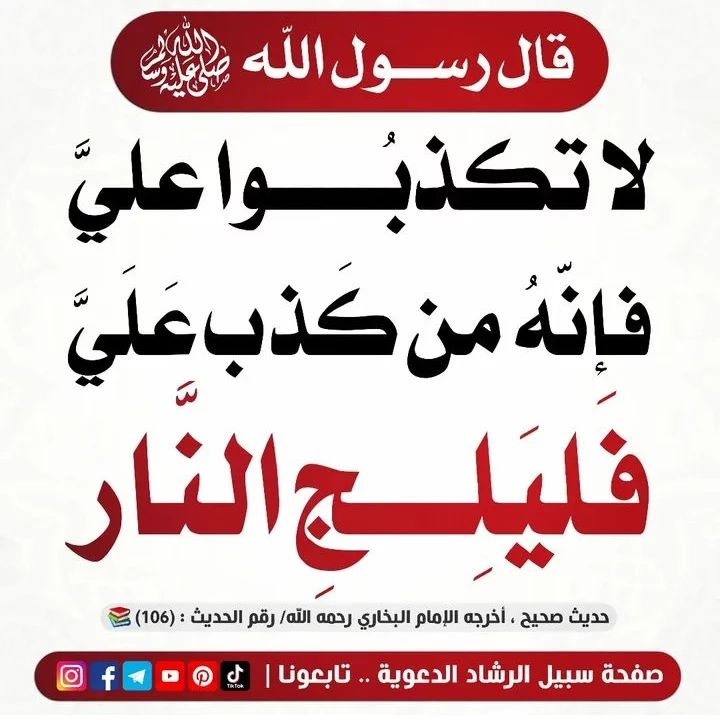 قال رسول الله صلى الله عليه وسلم
لا تكذبُوا عليَّ
فإنّهُ من كَذب عَلَيَّ
فَليَلِجِ النَّار
حديث صحيح ، أخرجه الإمام البخاري رحمه الله/ رقم الحديث : (106)
صفحة سبيل الرشاد الدعوية .. تابعونا |
TikTok